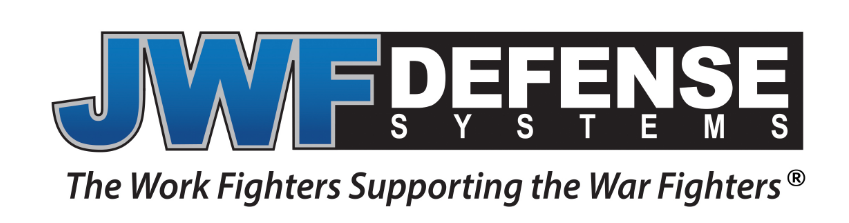 JWF DEFENSE
SYSTEMS
The Work Fighters Supporting the War Fighters®